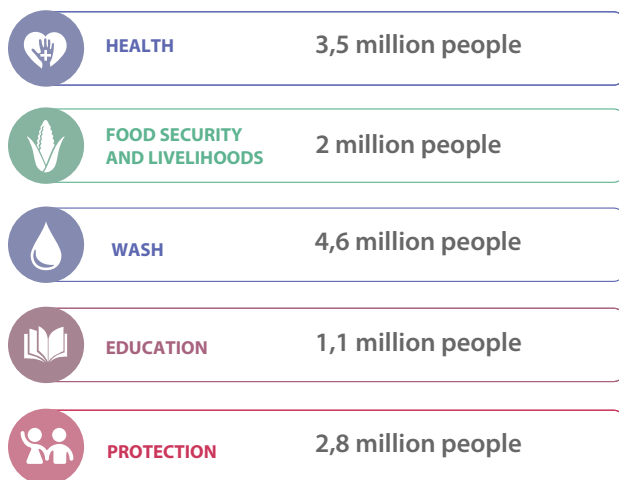 HEALTH 3,5 million people
FOOD SECURITY
AND LIVELIHOODS 2 million people
WASH 4,6 million people
EDUCATION 1,1 million people
PROTECTION 2,8 million people